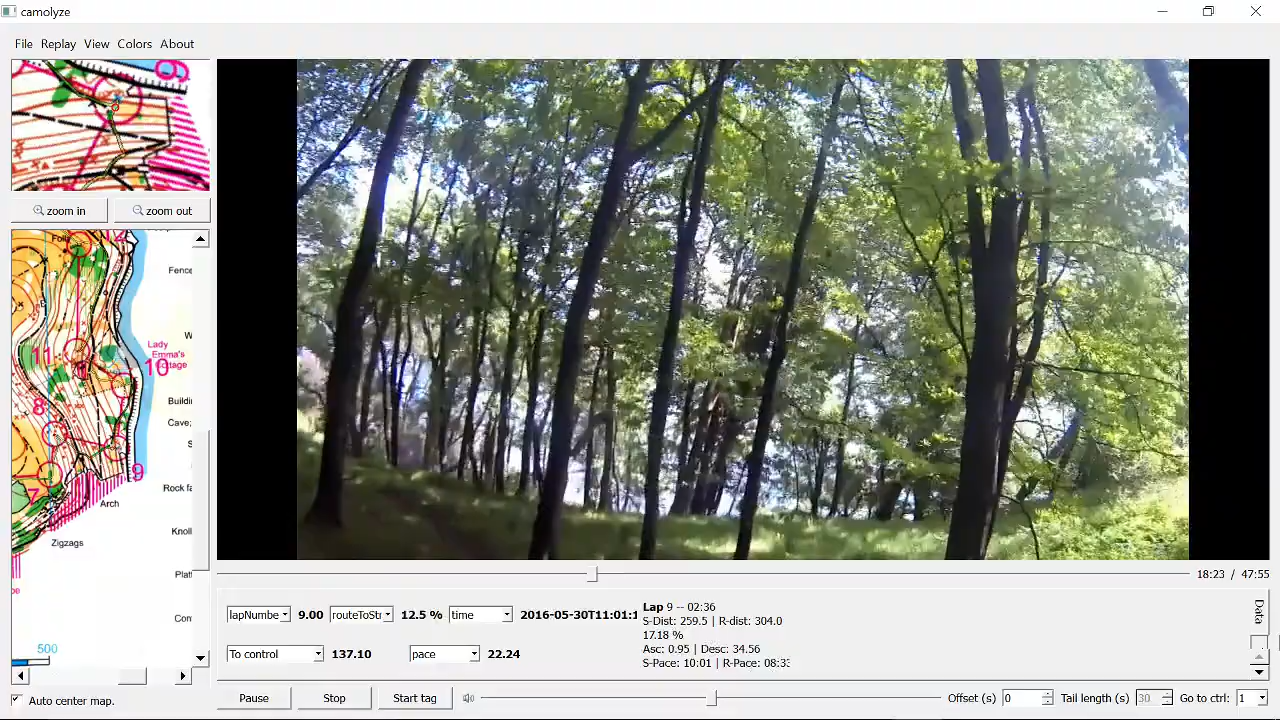 camolyze
File Replay View Colors About
zoom in
zoom out
Fence
Lady
Emma's
10
11
8
Buildi
Cave;
9
7
Rock fa
Arch
Knoll
Zigzags
Plat
Con
500
Auto center map.
18:23 / 47:55
lapNumbe 9.00 routeToStr 12.5 % time 2016-05-30T11:01:1
To control 137.10 pace 22.24
Lap 9 -- 02:36
S-Dist: 259.5 | R-dist: 304.0
17.18 %
Asc: 0.95 | Desc: 34.56
S-Pace: 10:01 | R-Pace: 08:3
Data
Pause Stop Start tag Offset (s) 0 Tail length (s) 30 Go to ctrl: 1